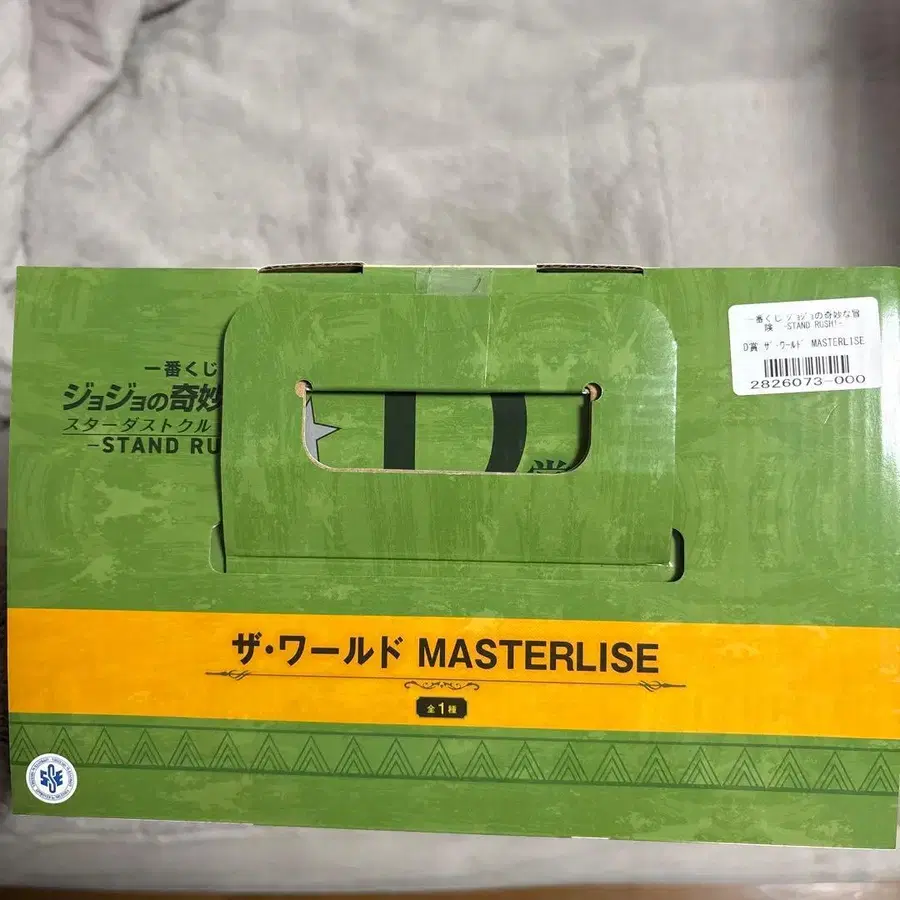 一番くじ
ジョジョの奇妙
スターダストクル
-STAND RU
D
ザ・ワールド MASTERLISE
全1種
一番くじ ジョジョの奇妙な冒
険 -STAND RUSH!-
D賞 ザ・ワールド MASTERLISE
2826073-000